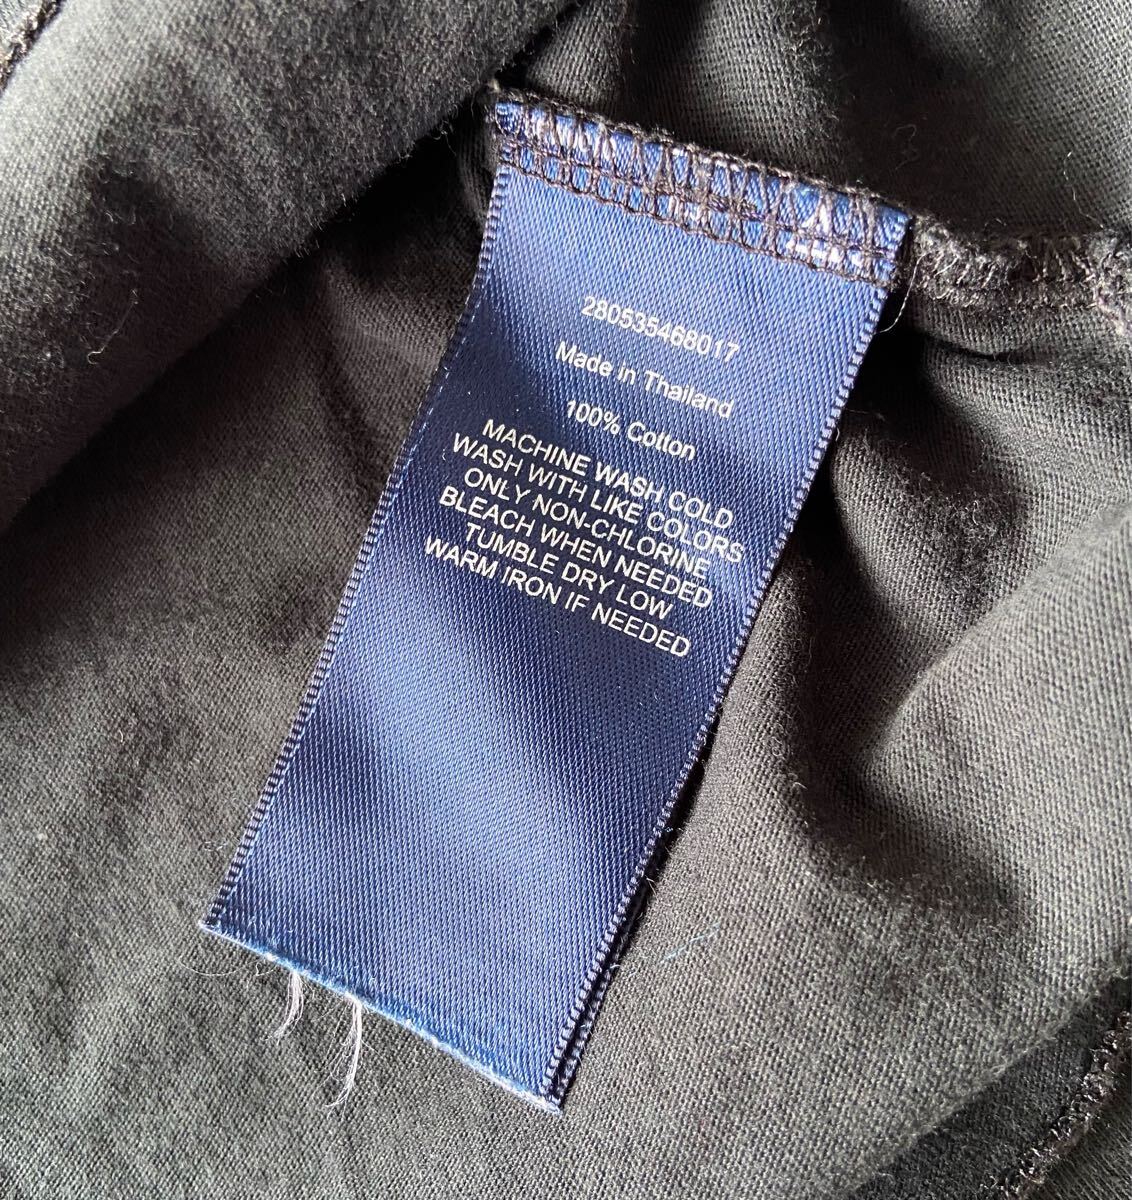 280535468017
Made in Thailand
100% Cotton
MACHINE WASH COLD
WASH WITH LIKE COLORS
ONLY NON-CHLORINE
BLEACH WHEN NEEDED
TUMBLE DRY LOW
WARM IRON IF NEEDED